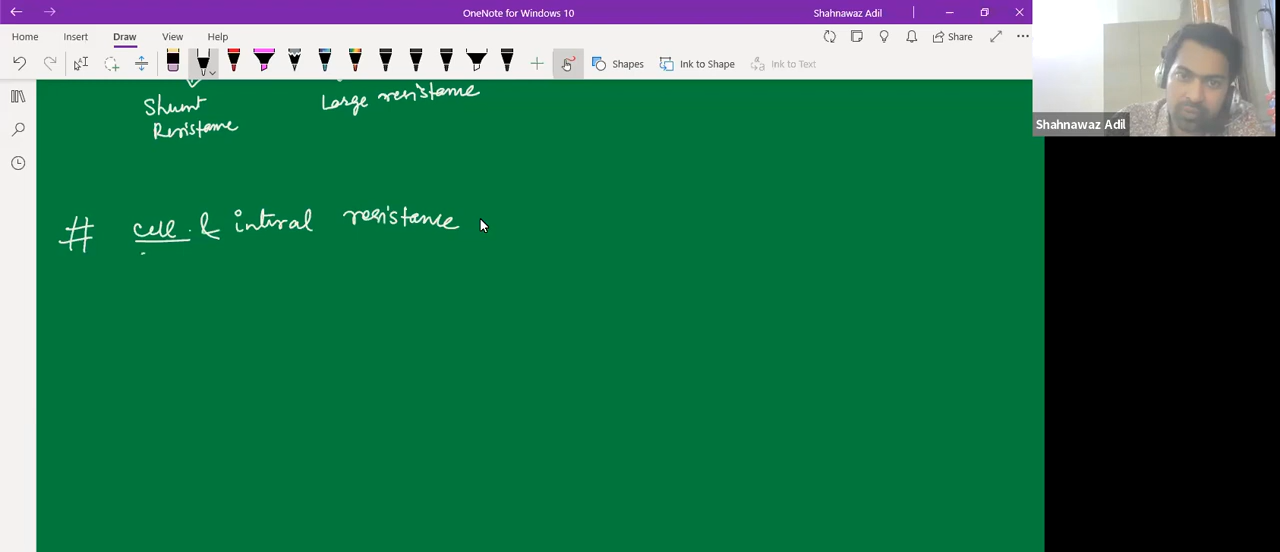 OneNote for Windows 10
Shahnawaz Adil
Home Insert Draw View Help
Share
Shapes Ink to Shape Ink to Text
Shunt Large resistance
Resistance
# cell & interal resistance
Shahnawaz Adil